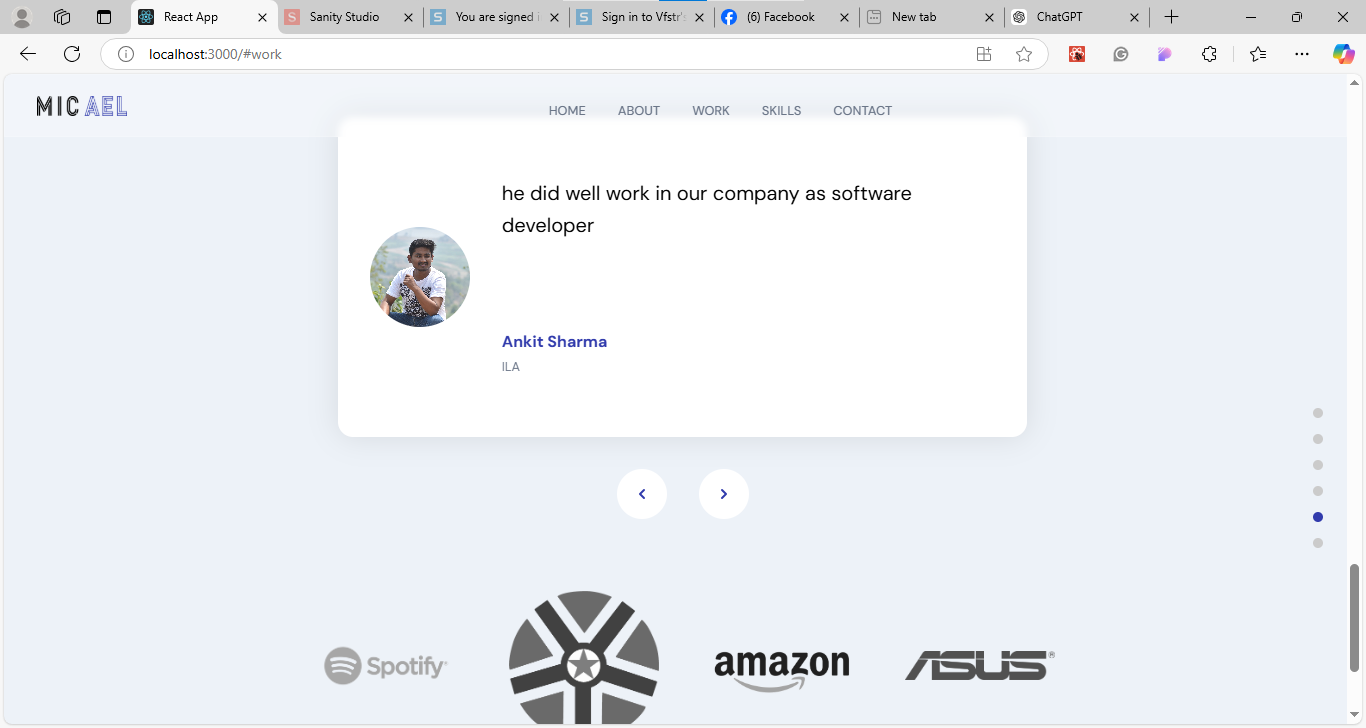 React App
Sanity Studio
You are signed i
Sign in to Vfstr's
(6) Facebook
New tab
ChatGPT
localhost:3000/#work
MICAEL
HOME
ABOUT
WORK
SKILLS
CONTACT
he did well work in our company as software
developer
Ankit Sharma
ILA
Spotify
amazon
ASUS